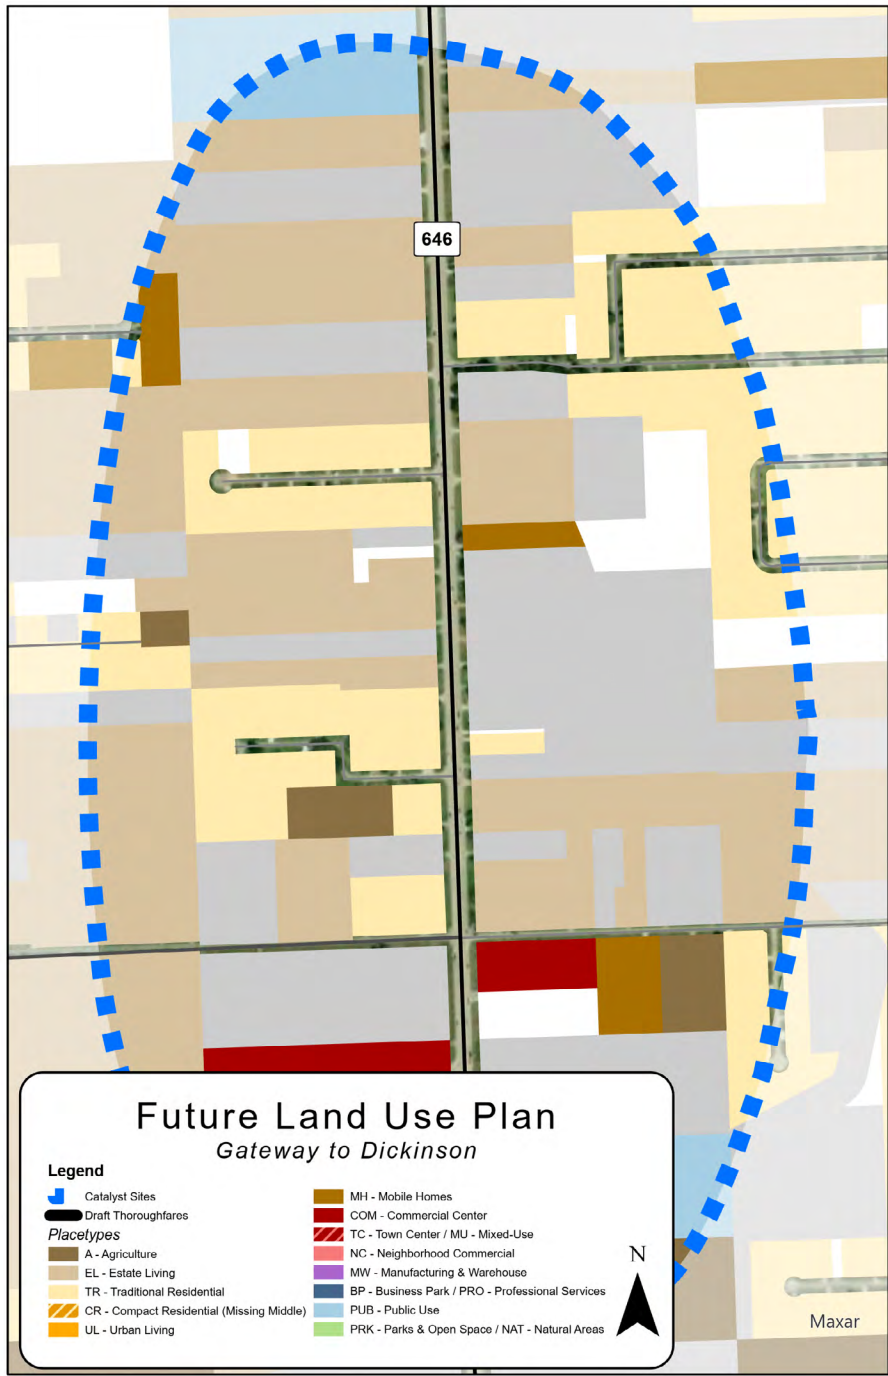 646
Future Land Use Plan
Gateway to Dickinson
Legend
Catalyst Sites
Draft Thoroughfares
Placetypes
A - Agriculture
EL - Estate Living
TR - Traditional Residential
CR - Compact Residential (Missing Middle)
UL - Urban Living
MH - Mobile Homes
COM - Commercial Center
TC - Town Center / MU - Mixed-Use
NC - Neighborhood Commercial
MW - Manufacturing & Warehouse
BP - Business Park / PRO - Professional Services
PUB - Public Use
PRK - Parks & Open Space / NAT - Natural Areas
N
Maxar